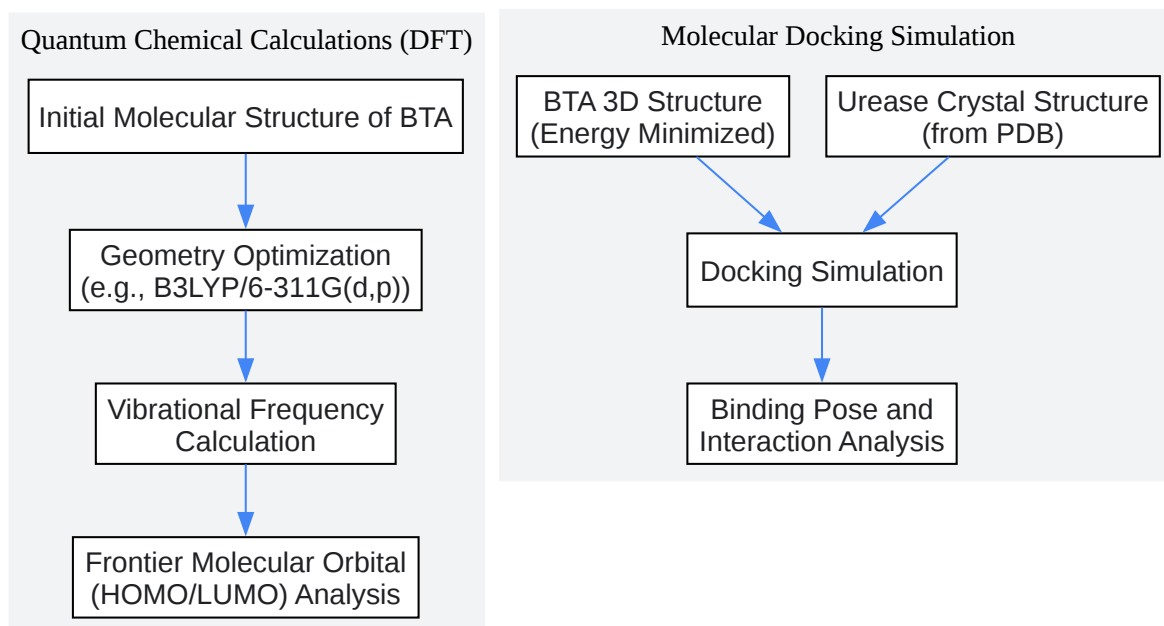 Quantum Chemical Calculations (DFT)
Initial Molecular Structure of BTA
Geometry Optimization
(e.g., B3LYP/6-311G(d,p))
Vibrational Frequency
Calculation
Frontier Molecular Orbital
(HOMO/LUMO) Analysis
Molecular Docking Simulation
BTA 3D Structure
(Energy Minimized)
Urease Crystal Structure
(from PDB)
Docking Simulation
Binding Pose and
Interaction Analysis